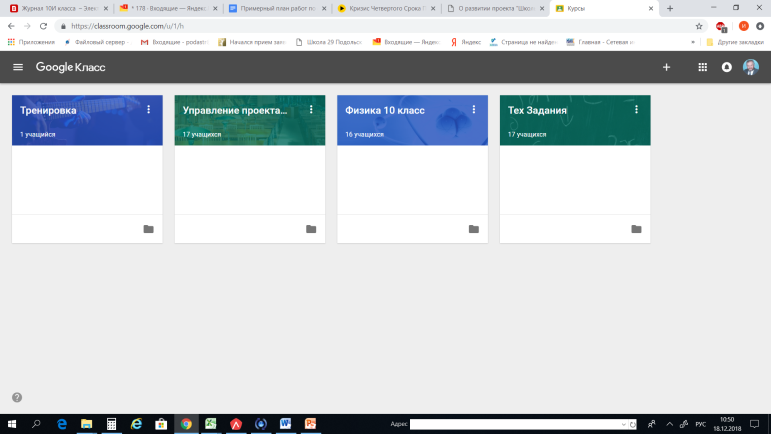 Журнал 10И класса – Элек
* 178 · Входящие — Яндекс
Примерный план работ по
Кризис Четвертого Срока П
О развитии проекта "Школ
Курсы
https://classroom.google.com/u/1/h
Приложения
Файловый сервер -
Входящие - podastr
Начался прием заяв
Школа 29 Подольск
Входящие — Яндекс
Яндекс
Страница не найден
Главная - Сетевая и
»
Другие закладки
Google Класс
Тренировка
1 учащийся
Управление проекта...
17 учащихся
Физика 10 класс
16 учащихся
Тех Задания
17 учащихся
Адрес
РУС
10:50
18.12.2018